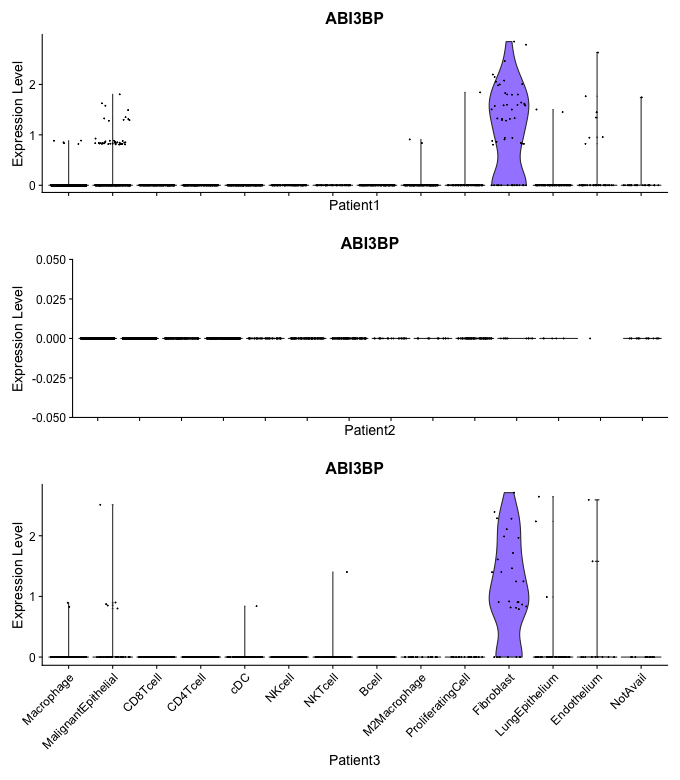 ABI3BP
Expression Level
2
1
0
Patient1
ABI3BP
Expression Level
0.050
0.025
0.000
-0.025
-0.050
Patient2
ABI3BP
Expression Level
2
1
0
Macrophage
MalignantEpithelial
CD8Tcell
CD4Tcell
cDC
NKcell
NKTcell
Bcell
M2Macrophage
ProliferatingCell
Fibroblast
LungEpithelium
Endothelium
NotAvail
Patient3